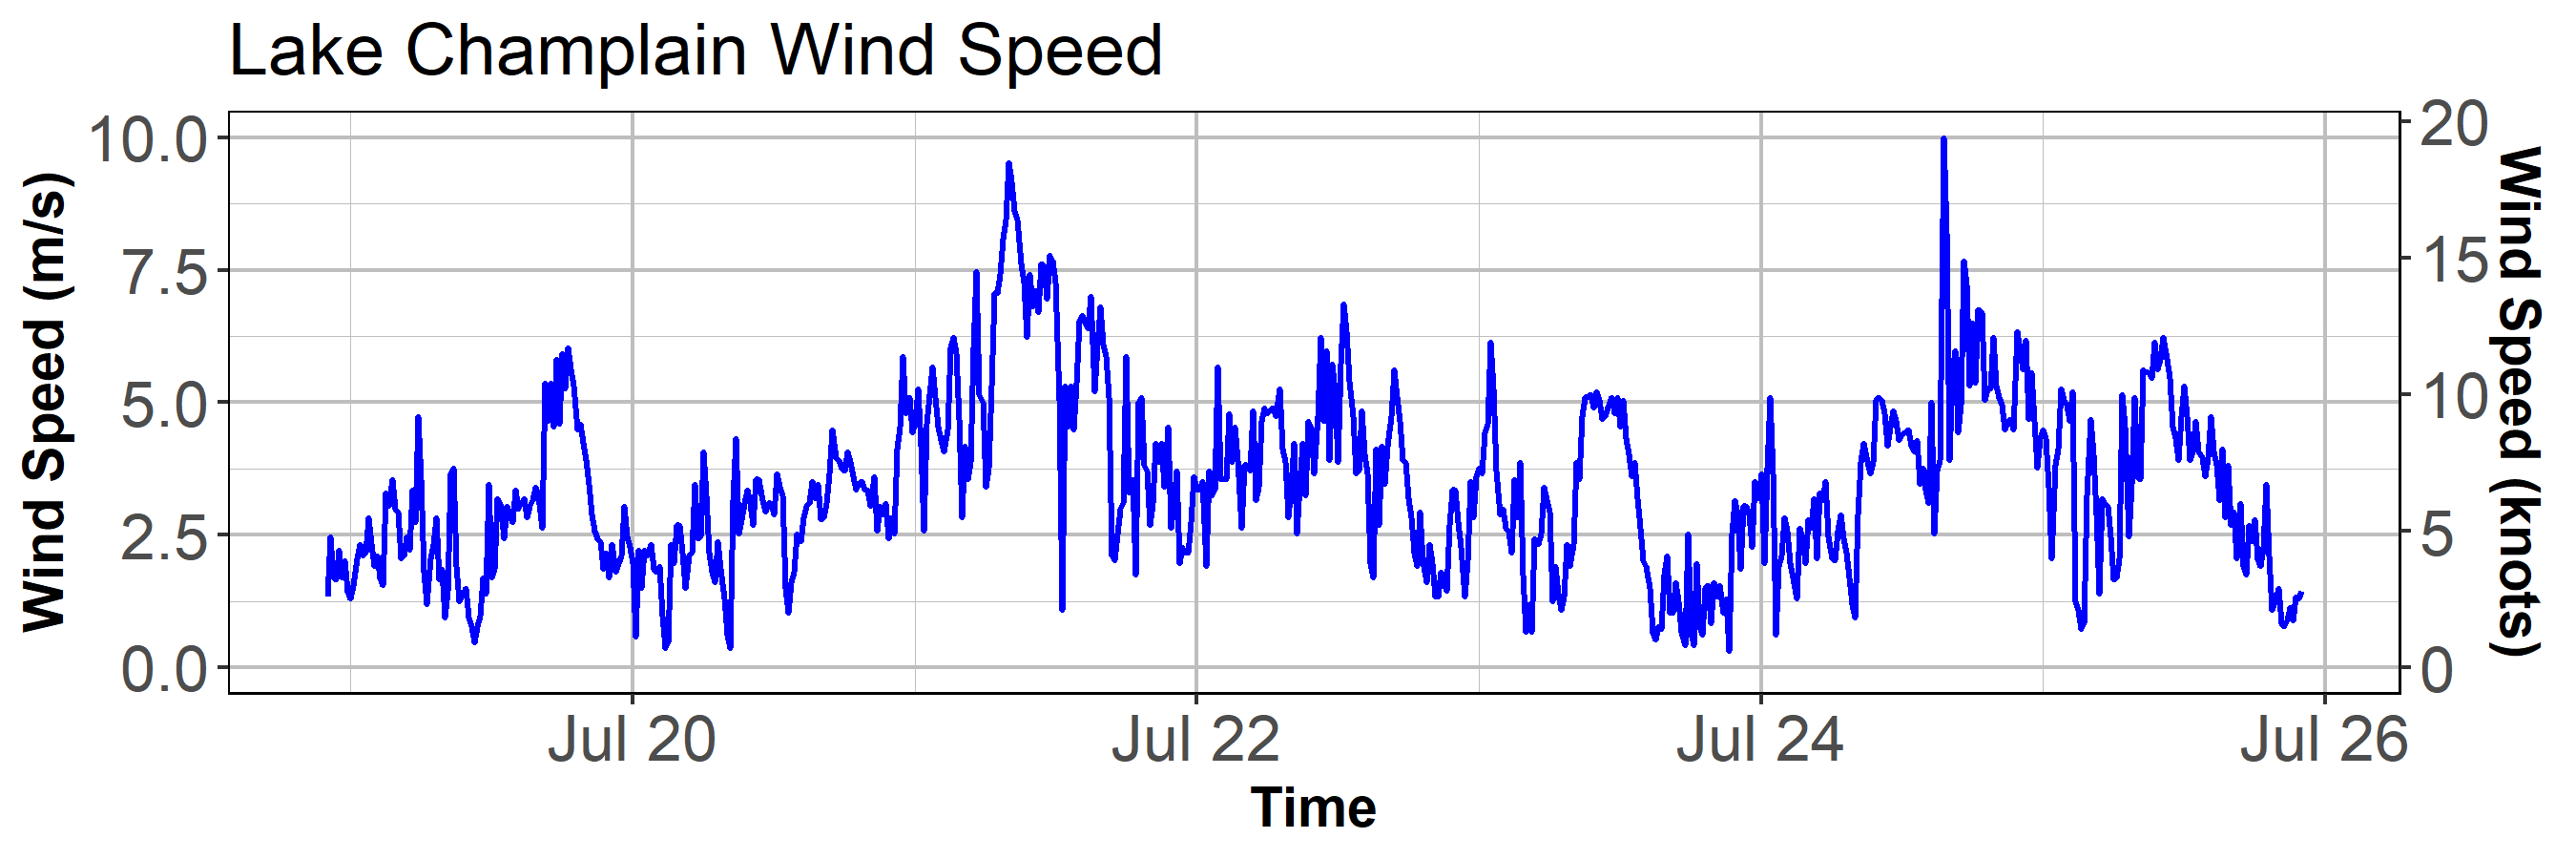 Lake Champlain Wind Speed
Wind Speed (m/s)
10.0
7.5
5.0
2.5
0.0
20
15
10
5
0
Wind Speed (knots)
Jul 20 Jul 22 Jul 24 Jul 26
Time